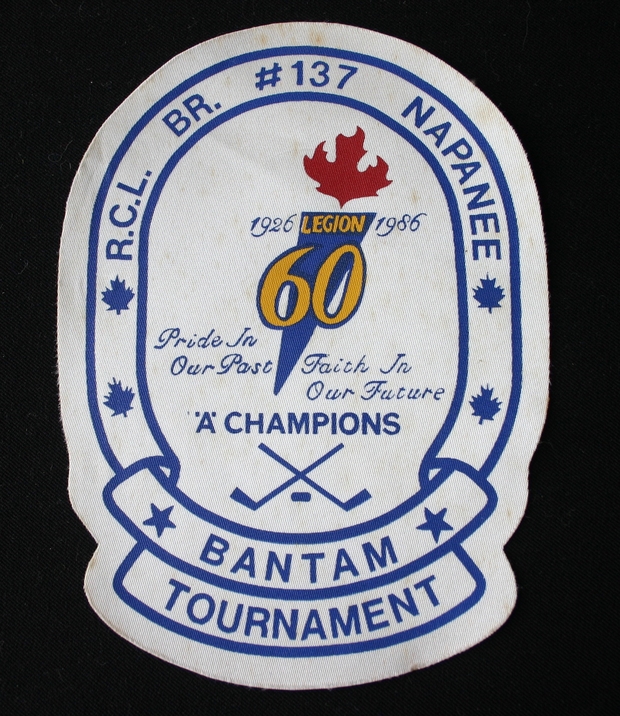 R.C.L. BR. #137 NAPANEE
1926 LEGION 1986
60
Pride In
Our Past
Faith In
Our Future
"A" CHAMPIONS
BANTAM
TOURNAMENT